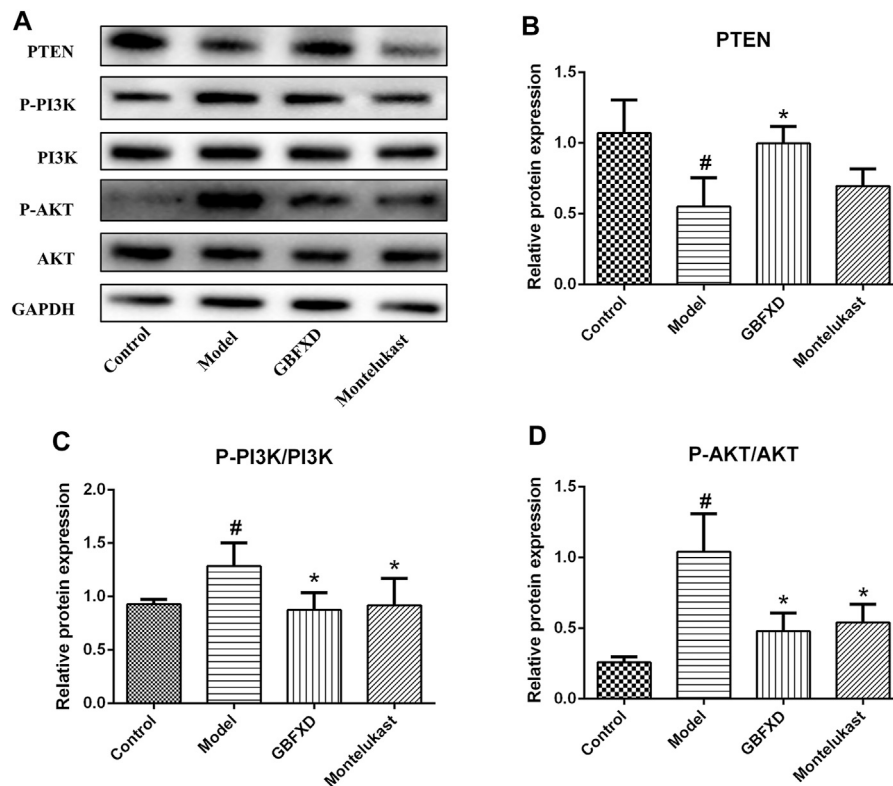 A
PTEN
P-PI3K
PI3K
P-AKT
AKT
GAPDH
Control
Model
GBFXD
Montelukast
B
PTEN
Relative protein expression
1.5
1.0
0.5
0.0
#
*
Control
Model
GBFXD
Montelukast
C
P-PI3K/PI3K
Relative protein expression
2.0
1.5
1.0
0.5
0.0
#
*
*
Control
Model
GBFXD
Montelukast
D
P-AKT/AKT
Relative protein expression
1.5
1.0
0.5
0.0
#
*
*
Control
Model
GBFXD
Montelukast